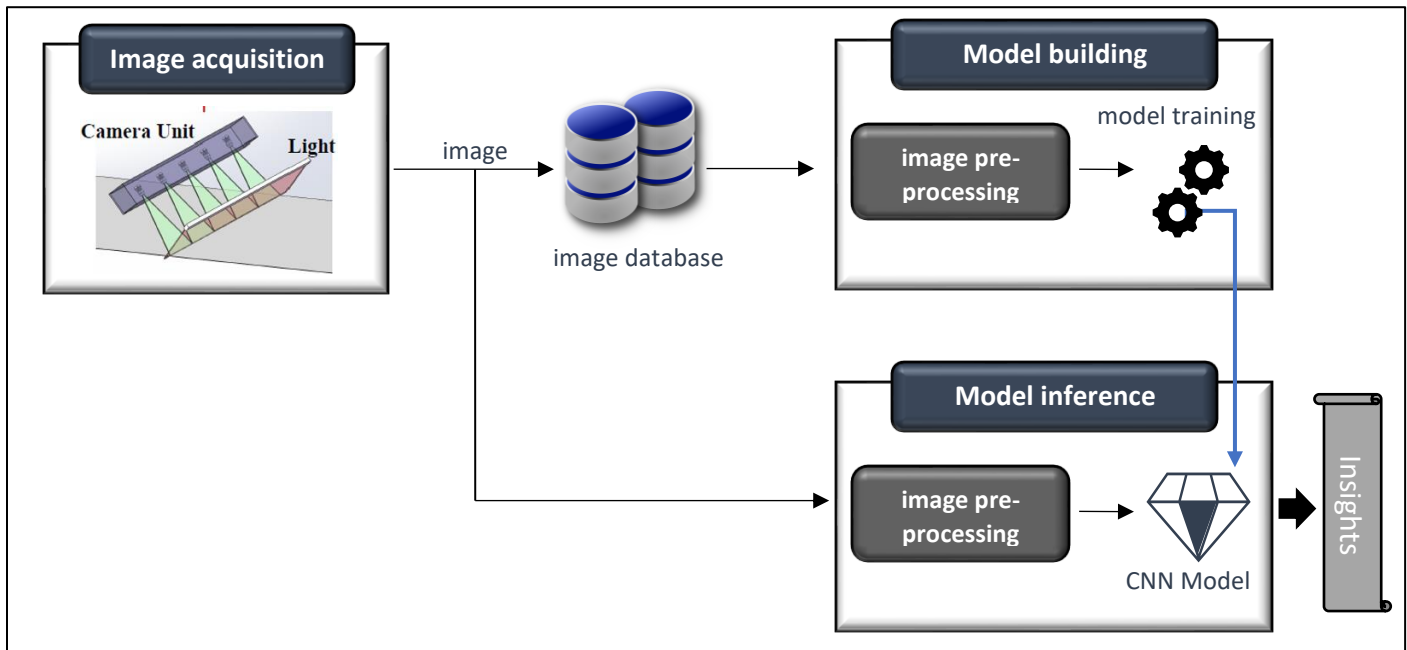 Image acquisition
Camera Unit
Light
image
image database
Model building
model training
image pre-
processing
Model inference
image pre-
processing
CNN Model
Insights